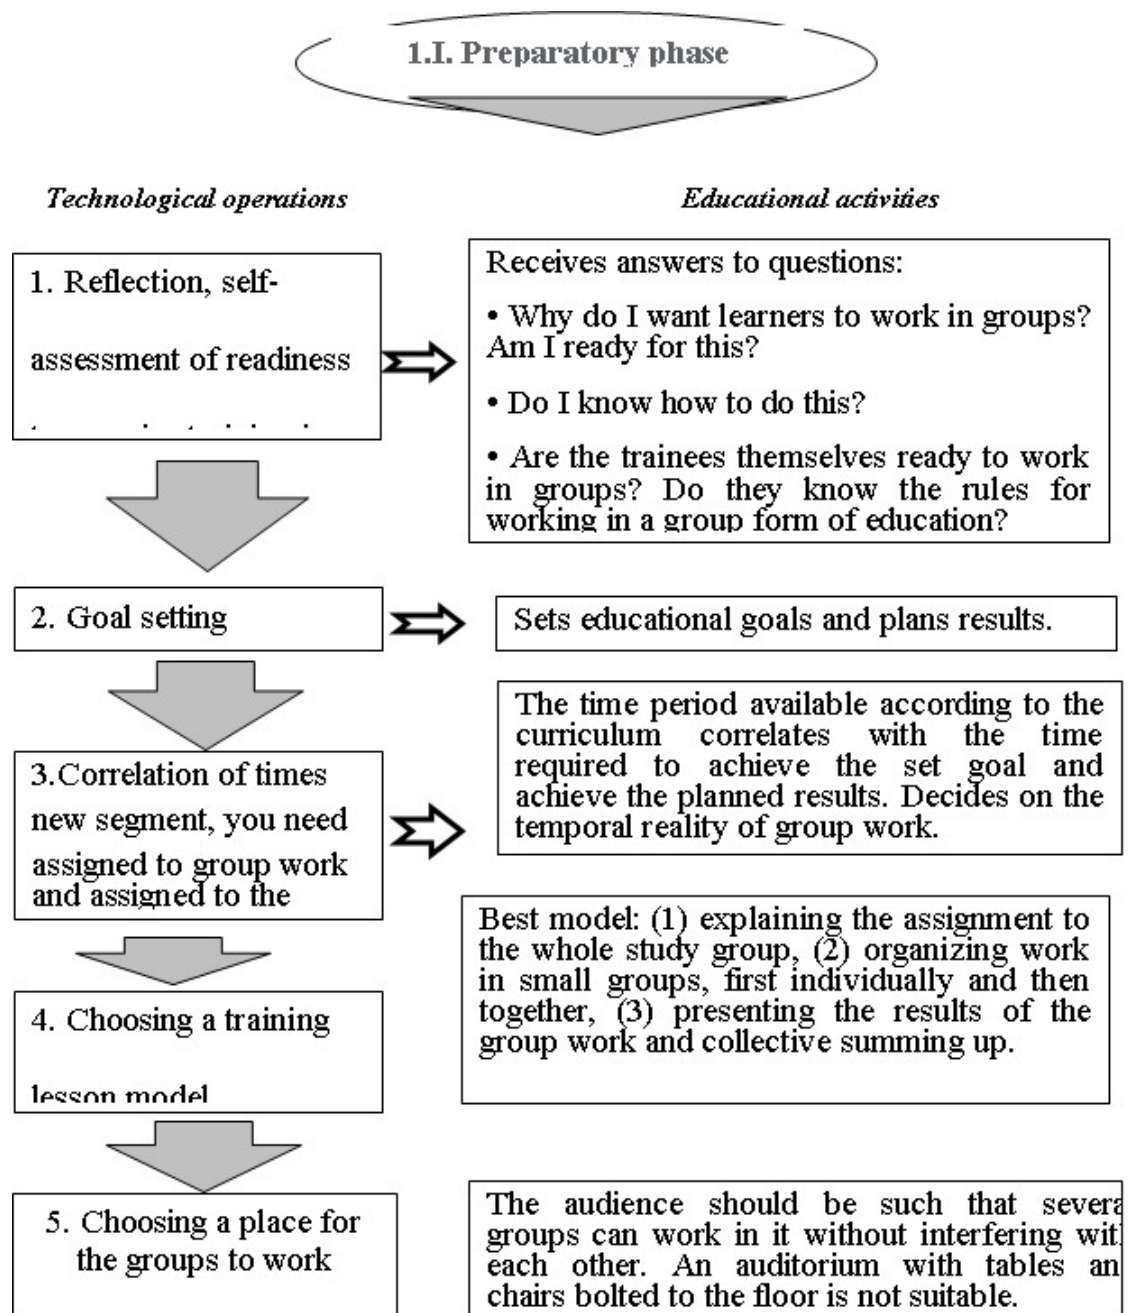 1.I. Preparatory phase
Technological operations
Educational activities
1. Reflection, self-
assessment of readiness
Receives answers to questions:
• Why do I want learners to work in groups?
Am I ready for this?
• Do I know how to do this?
• Are the trainees themselves ready to work
in groups? Do they know the rules for
working in a group form of education?
2. Goal setting
Sets educational goals and plans results.
3.Correlation of times
new segment, you need
assigned to group work
and assigned to the
The time period available according to the
curriculum correlates with the time
required to achieve the set goal and
achieve the planned results. Decides on the
temporal reality of group work.
4. Choosing a training
lesson model
Best model: (1) explaining the assignment to
the whole study group, (2) organizing work
in small groups, first individually and then
together, (3) presenting the results of the
group work and collective summing up.
5. Choosing a place for
the groups to work
The audience should be such that severa
groups can work in it without interfering wit
each other. An auditorium with tables an
chairs bolted to the floor is not suitable.